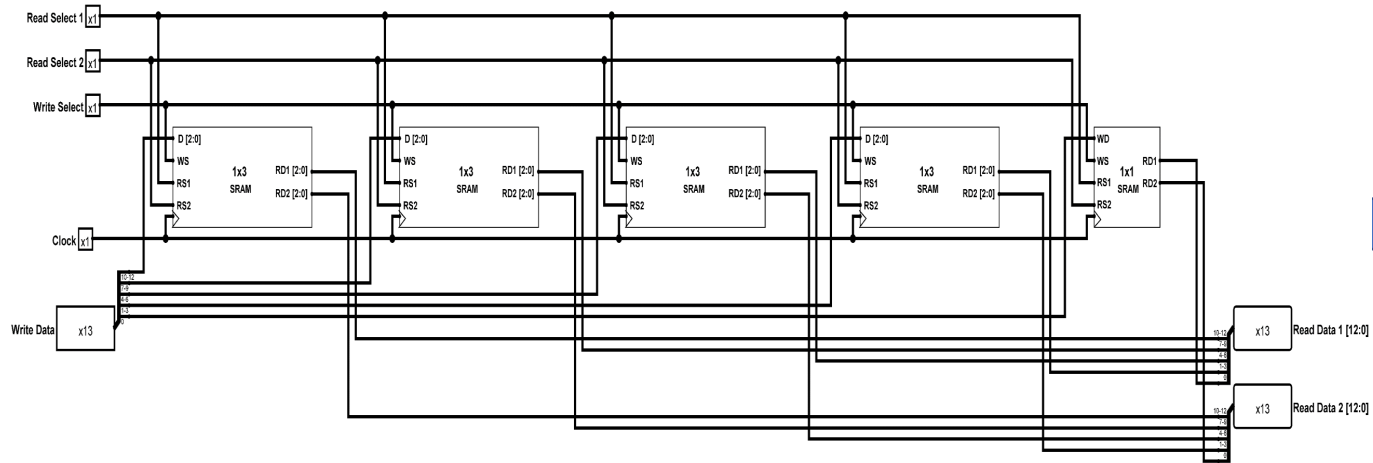 Read Select 1 x1
Read Select 2 x1
Write Select x1
D [2:0]
WS
RS1
RS2
1x3
SRAM
RD1 [2:0]
RD2 [2:0]
D [2:0]
WS
RS1
RS2
1x3
SRAM
RD1 [2:0]
RD2 [2:0]
D [2:0]
WS
RS1
RS2
1x3
SRAM
RD1 [2:0]
RD2 [2:0]
D [2:0]
WS
RS1
RS2
1x3
SRAM
RD1 [2:0]
RD2 [2:0]
WD
WS
RS1
RS2
1x1
SRAM
RD1
RD2
Clock x1
Write Data x13
10-12
7-9
4-6
1-3
0
10-12
7-9
4-6
1-3
0
x13 Read Data 1 [12:0]
10-12
7-9
4-6
1-3
0
x13 Read Data 2 [12:0]